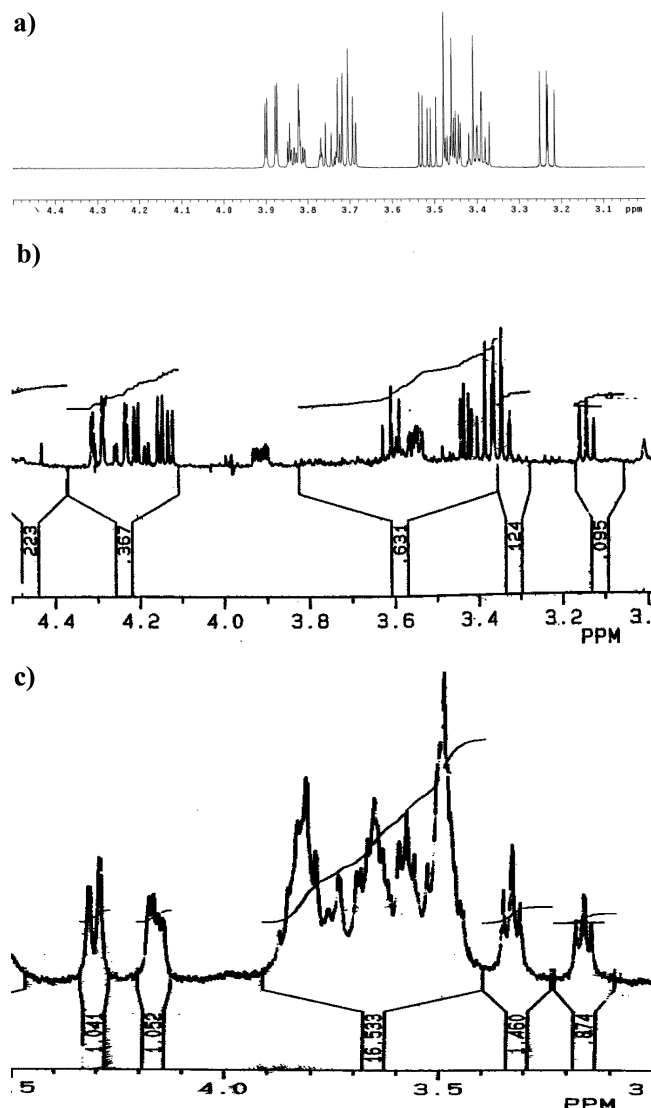 a)
4.4 4.3 4.2 4.1 4.0 3.9 3.8 3.7 3.6 3.5 3.4 3.3 3.2 3.1 ppm
b)
223 .367 .631 .124 .095
4.4 4.2 4.0 3.8 3.6 3.4 3.2 3.
PPM
c)
1.041 1.052 16.533 1.460 .874
.5 4.0 3.5 3
PPM